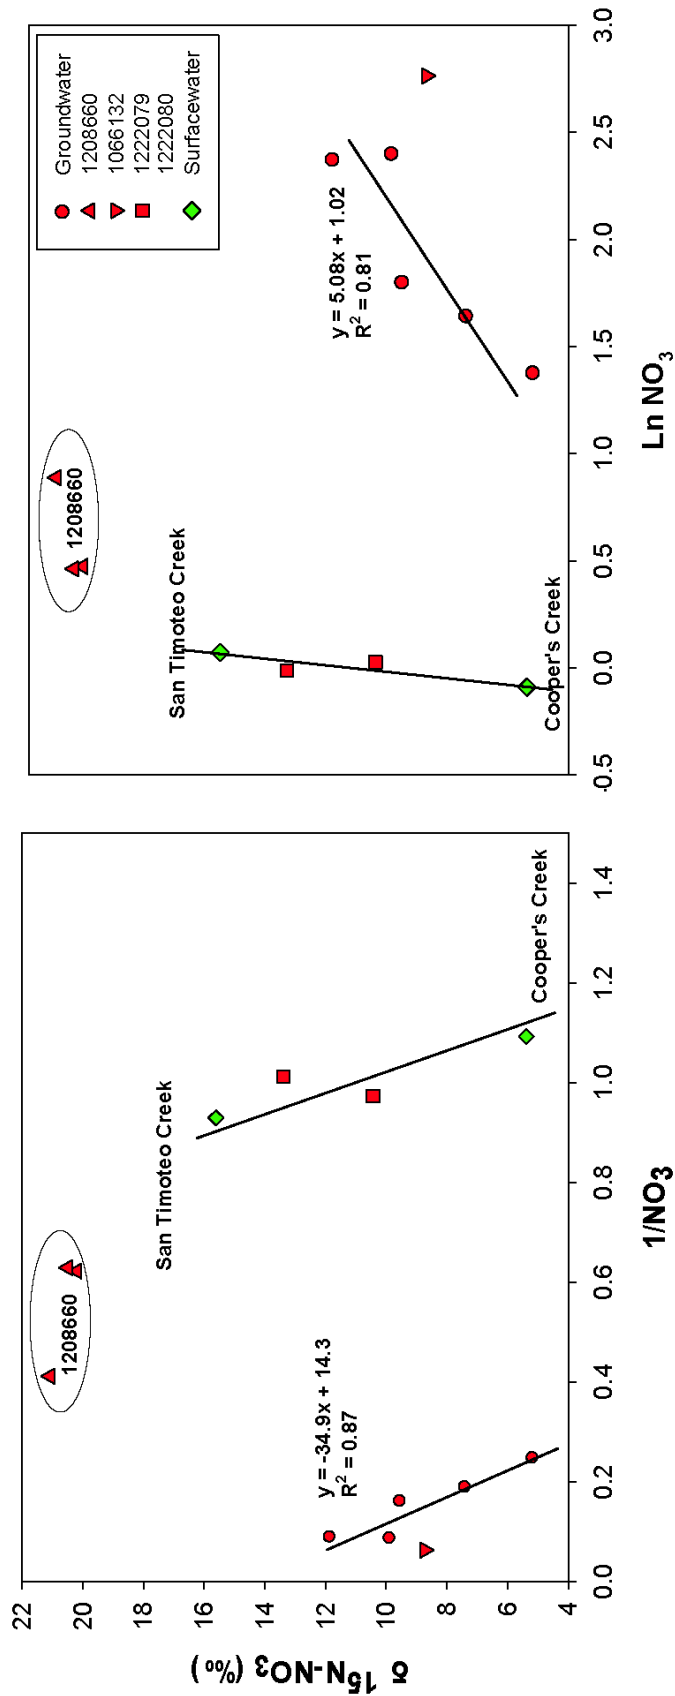 22
20
18
16
14
12
10
8
6
4
δ 15N-NO3 (‰)
0.0
0.2
0.4
0.6
0.8
1.0
1.2
1.4
1/NO3
1208660
San Timoteo Creek
y = -34.9x + 14.3
R2 = 0.87
Cooper's Creek
-0.5
0.0
0.5
1.0
1.5
2.0
2.5
3.0
Ln NO3
1208660
San Timoteo Creek
y = 5.08x + 1.02
R2 = 0.81
Cooper's Creek
Groundwater
1208660
1066132
1222079
1222080
Surfacewater